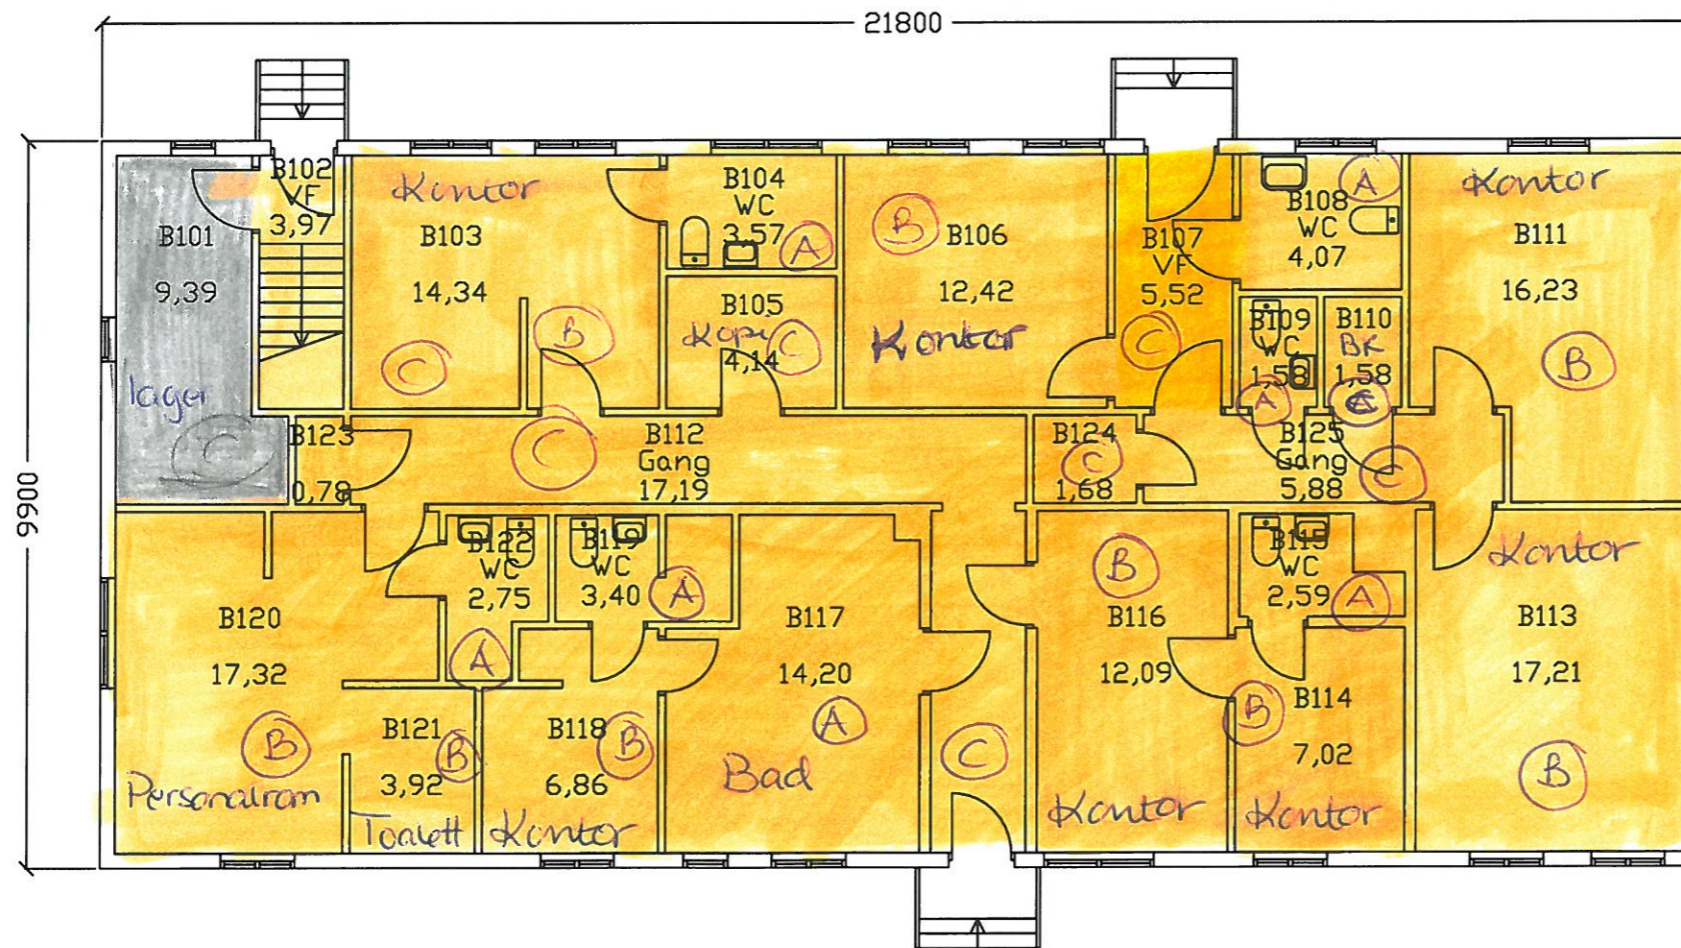 21800
9900
B101
9,39
lager
C
B102
VF
3,97
Kontor
B103
14,34
C
B
B104
WC
3,57
A
B105
Kopi
C
4,14
B
B106
12,42
Kontor
B107
VF
5,52
C
A
B108
WC
4,07
B109
WC
1,58
A
B110
BK
1,58
Kontor
B111
16,23
B
B123
0,78
C
B112
Gang
17,19
B124
C
1,68
B125
Gang
5,88
C
B120
17,32
B
Personalrom
B122
WC
2,75
A
B119
WC
3,40
A
B121
B
3,92
Toalett
B118
B
6,86
Kontor
B117
14,20
A
Bad
C
B
B116
12,09
Kontor
B115
WC
2,59
A
B114
B
7,02
Kontor
Kontor
B113
17,21
B